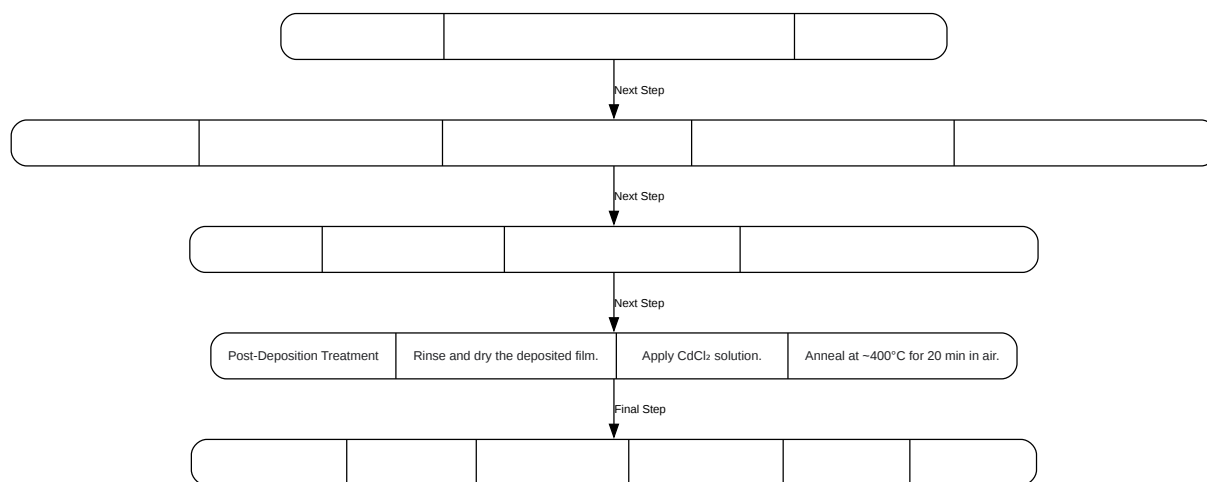 Next Step
Next Step
Next Step
Post-Deposition Treatment
Rinse and dry the deposited film.
Apply CdCl₂ solution.
Anneal at ~400°C for 20 min in air.
Final Step